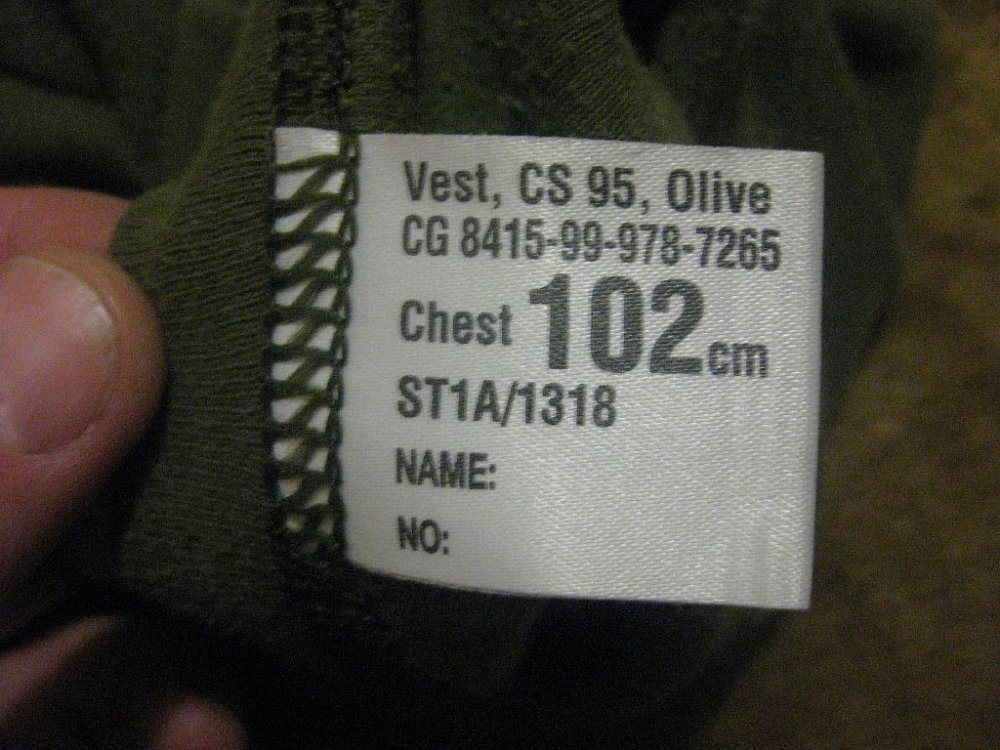 Vest, CS 95, Olive
CG 8415-99-978-7265
Chest 102cm
ST1A/1318
NAME:
NO: